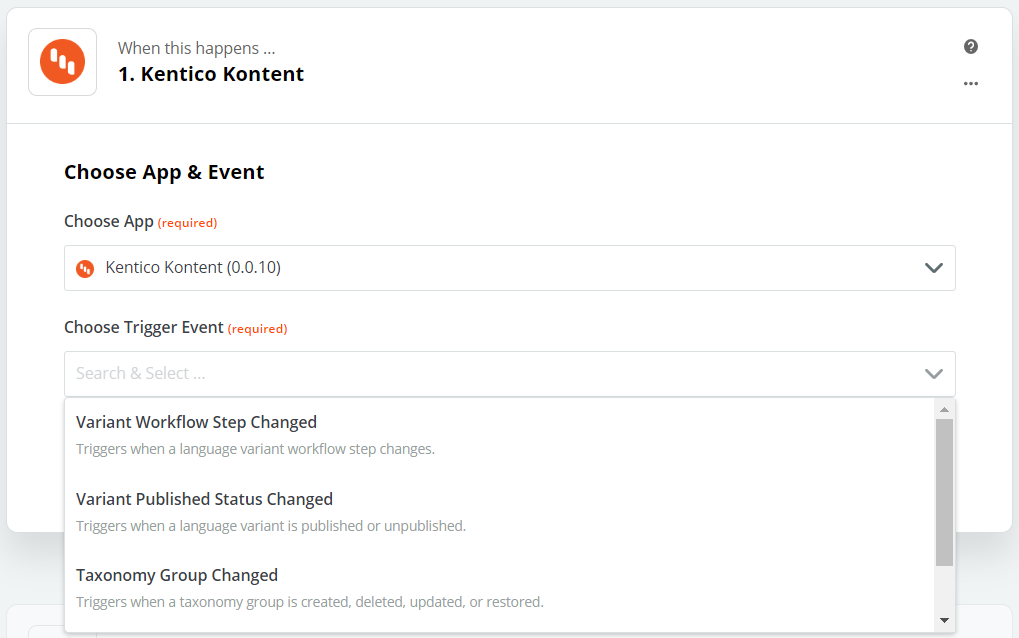 When this happens ...
1. Kentico Kontent
Choose App & Event
Choose App (required)
Kentico Kontent (0.0.10)
Choose Trigger Event (required)
Search & Select ...
Variant Workflow Step Changed
Triggers when a language variant workflow step changes.
Variant Published Status Changed
Triggers when a language variant is published or unpublished.
Taxonomy Group Changed
Triggers when a taxonomy group is created, deleted, updated, or restored.